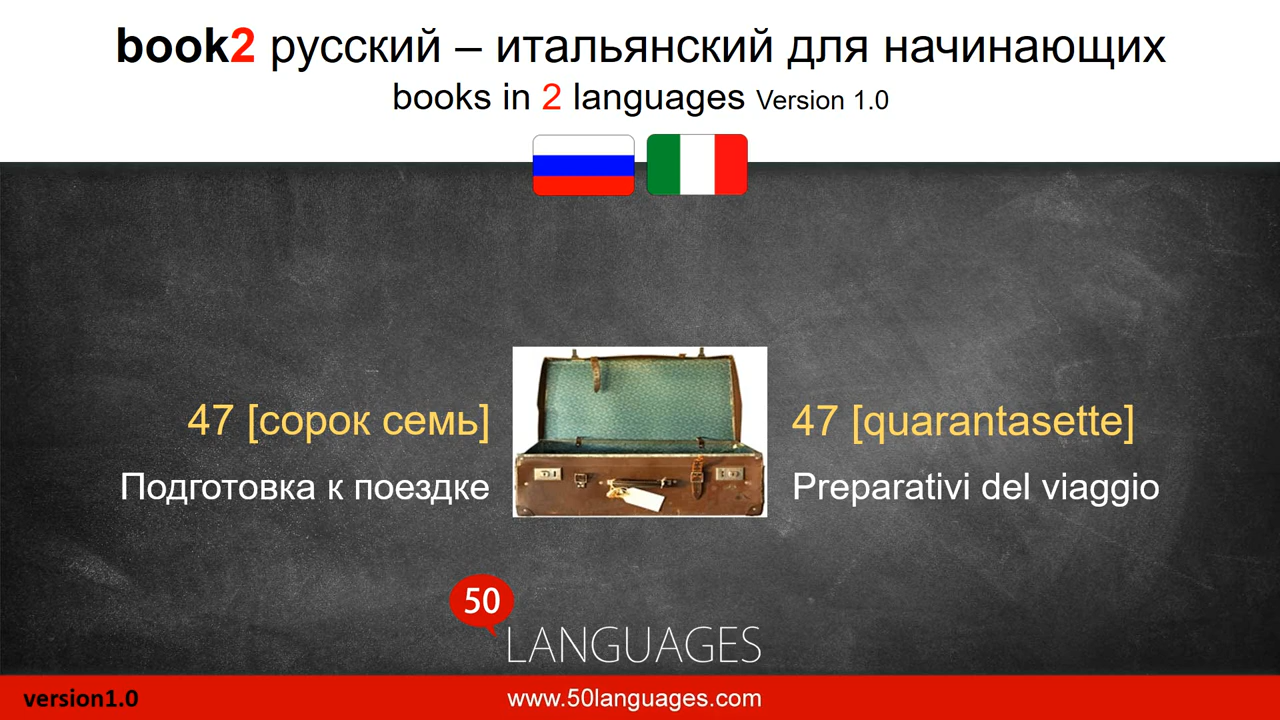 book2 русский – итальянский для начинающих
books in 2 languages Version 1.0
47 [сорок семь]
Подготовка к поездке
47 [quarantasette]
Preparativi del viaggio
50
LANGUAGES
version1.0
www.50languages.com